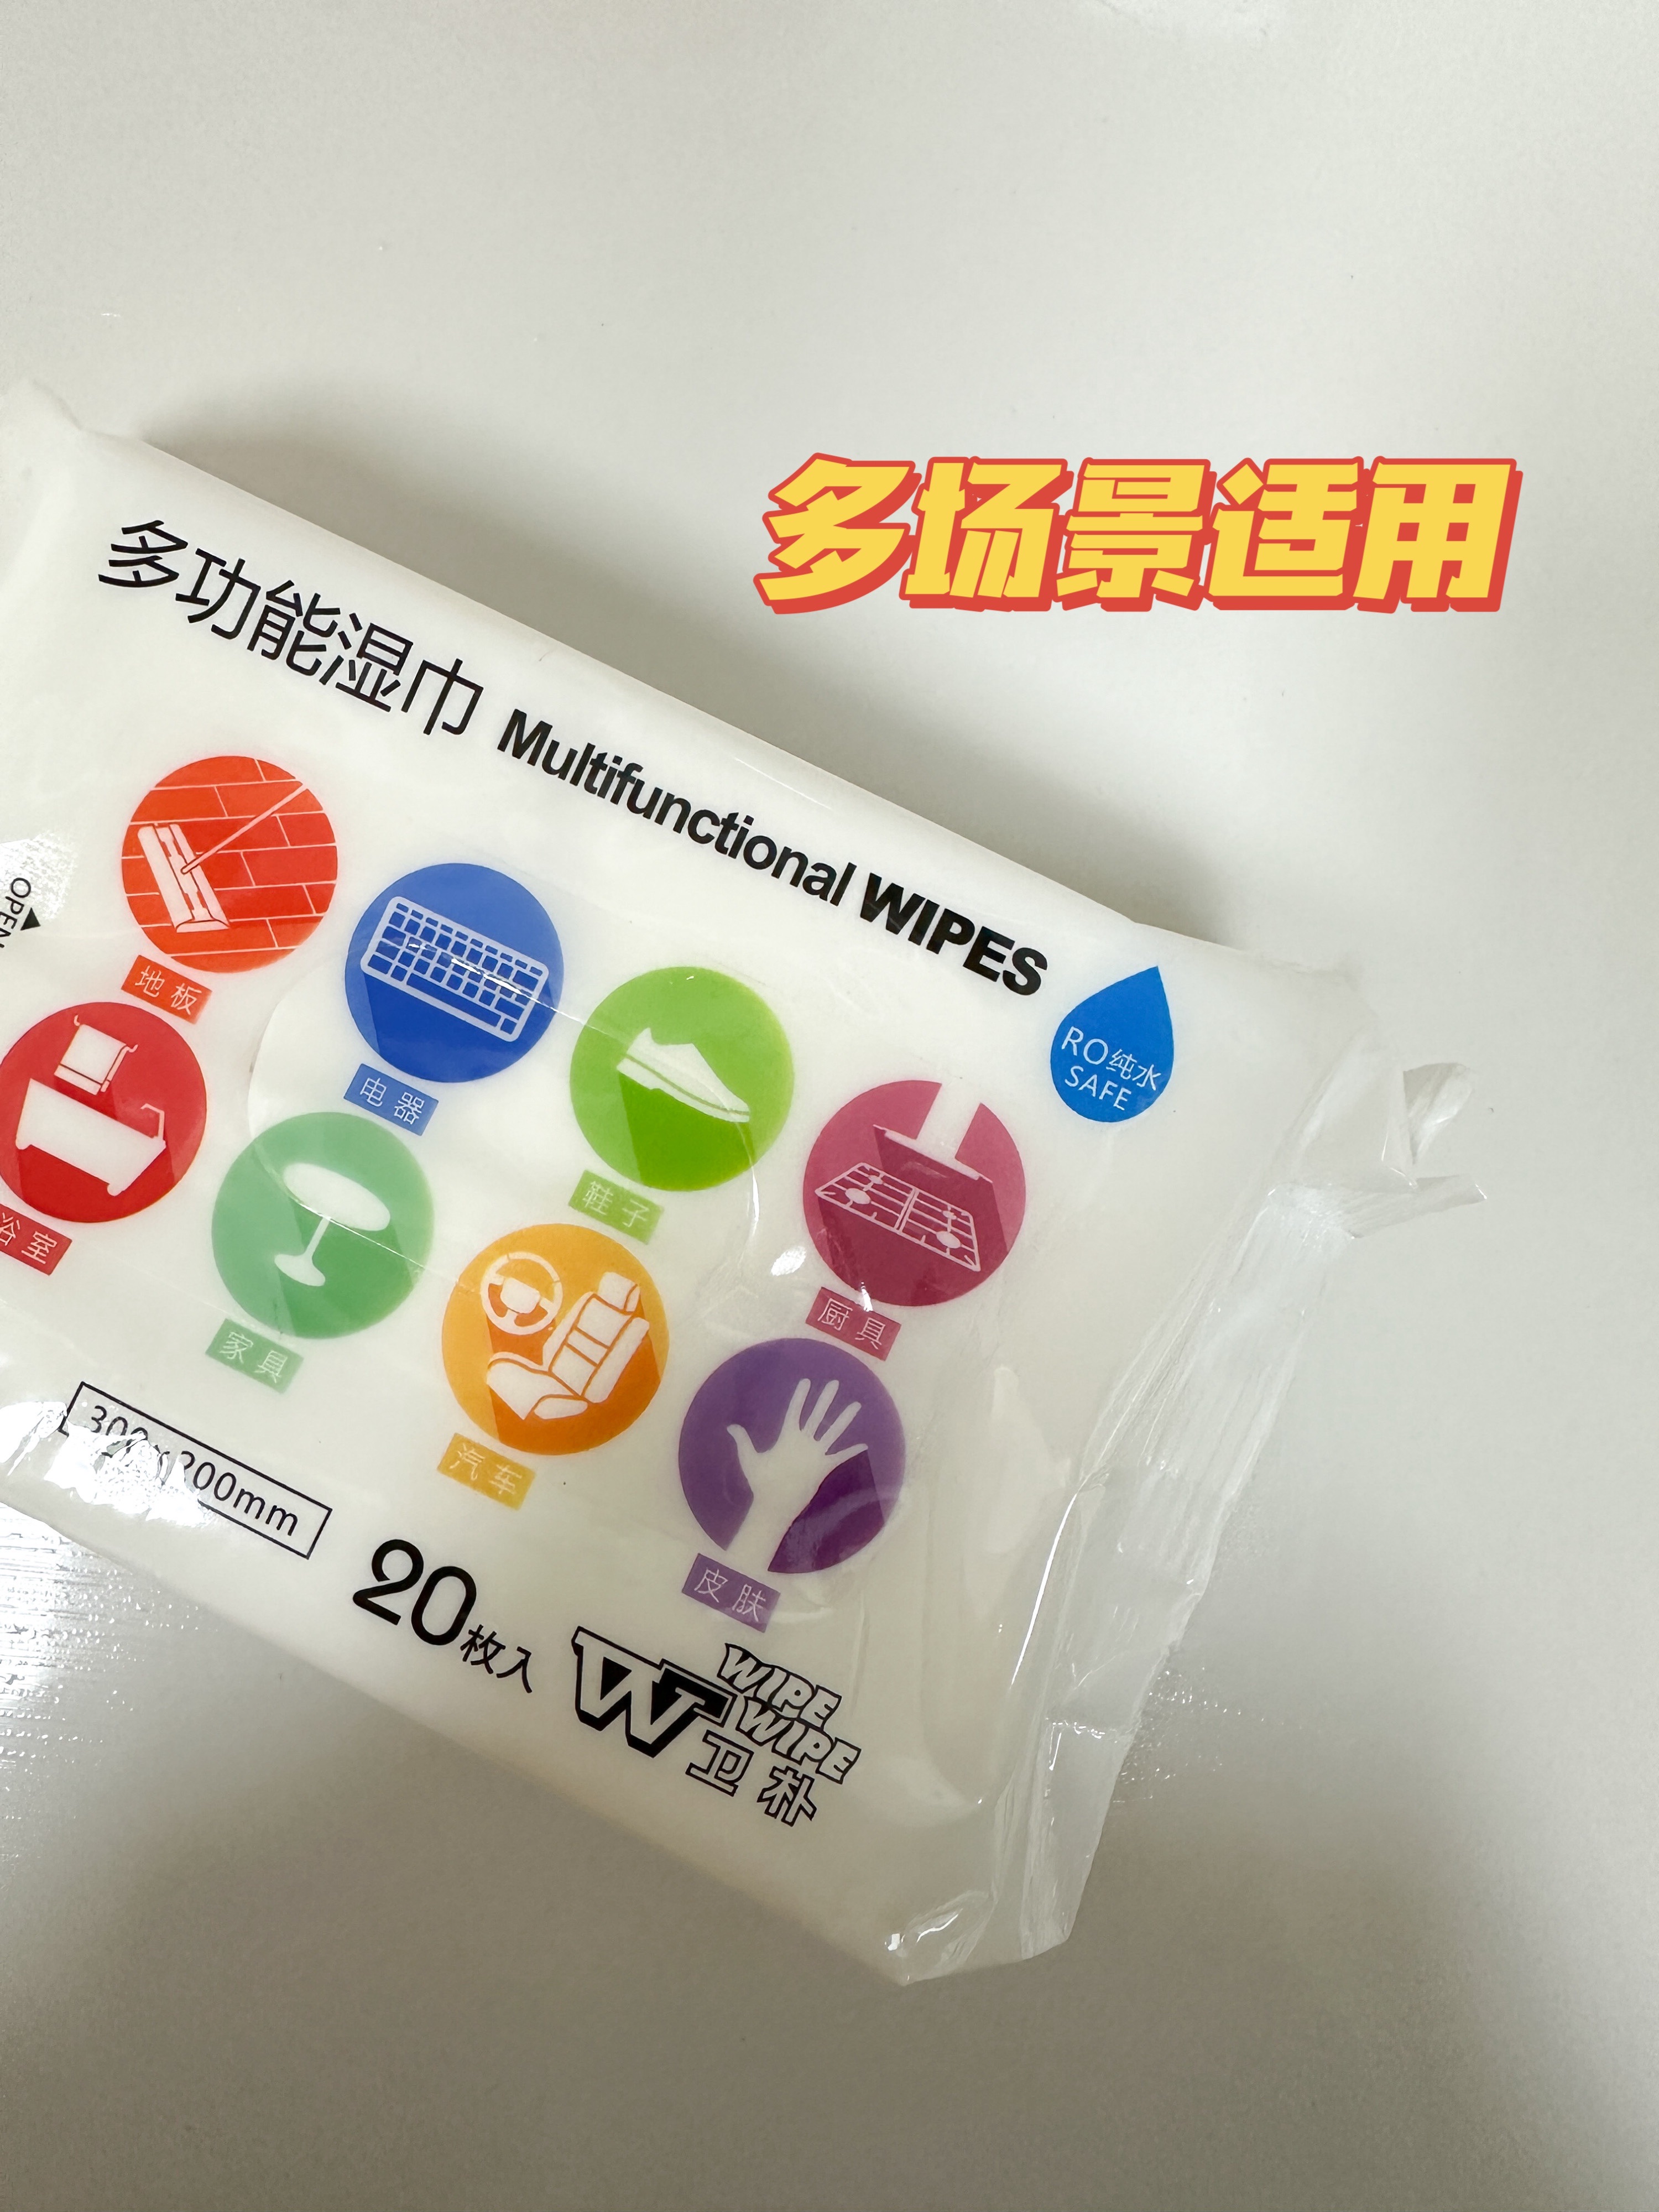 多场景适用
多功能湿巾 Multifunctional WIPES
RO纯水
SAFE
OPEN
地板
电器
鞋子
厨具
浴室
家具
汽车
皮肤
300x200mm
20枚入
W
WIPE
WIPE
卫朴